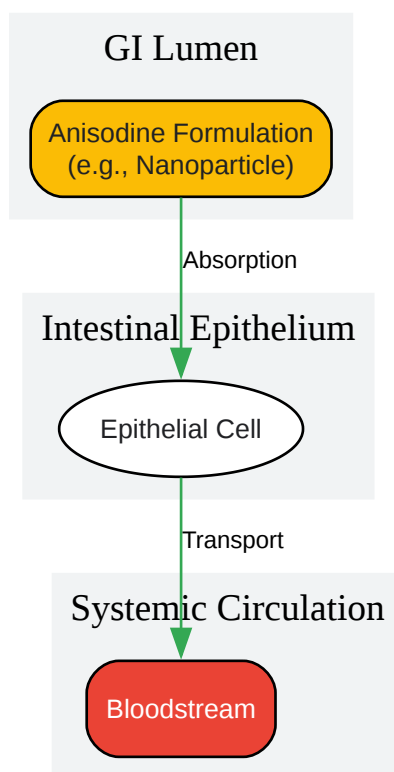 GI Lumen
Anisodine Formulation
(e.g., Nanoparticle)
Absorption
Intestinal Epithelium
Epithelial Cell
Transport
Systemic Circulation
Bloodstream